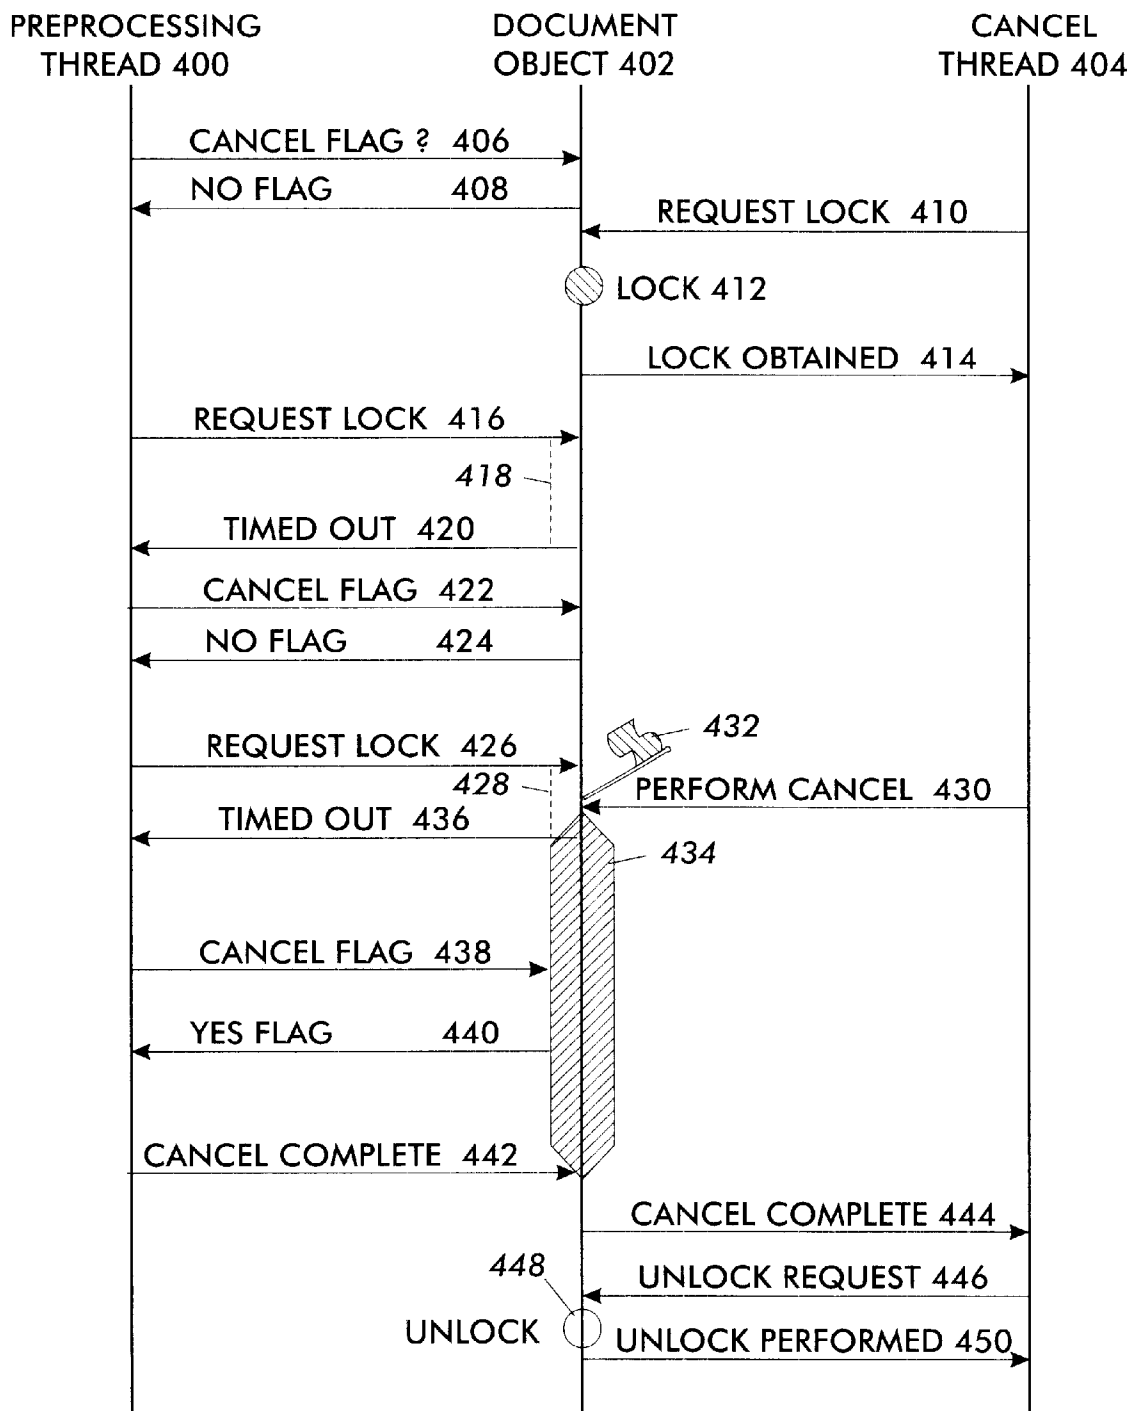 PREPROCESSING
THREAD 400
DOCUMENT
OBJECT 402
CANCEL
THREAD 404
CANCEL FLAG ? 406
NO FLAG 408
REQUEST LOCK 410
LOCK 412
LOCK OBTAINED 414
REQUEST LOCK 416
418
TIMED OUT 420
CANCEL FLAG 422
NO FLAG 424
432
REQUEST LOCK 426
428
PERFORM CANCEL 430
TIMED OUT 436
434
CANCEL FLAG 438
YES FLAG 440
CANCEL COMPLETE 442
CANCEL COMPLETE 444
448
UNLOCK REQUEST 446
UNLOCK
UNLOCK PERFORMED 450